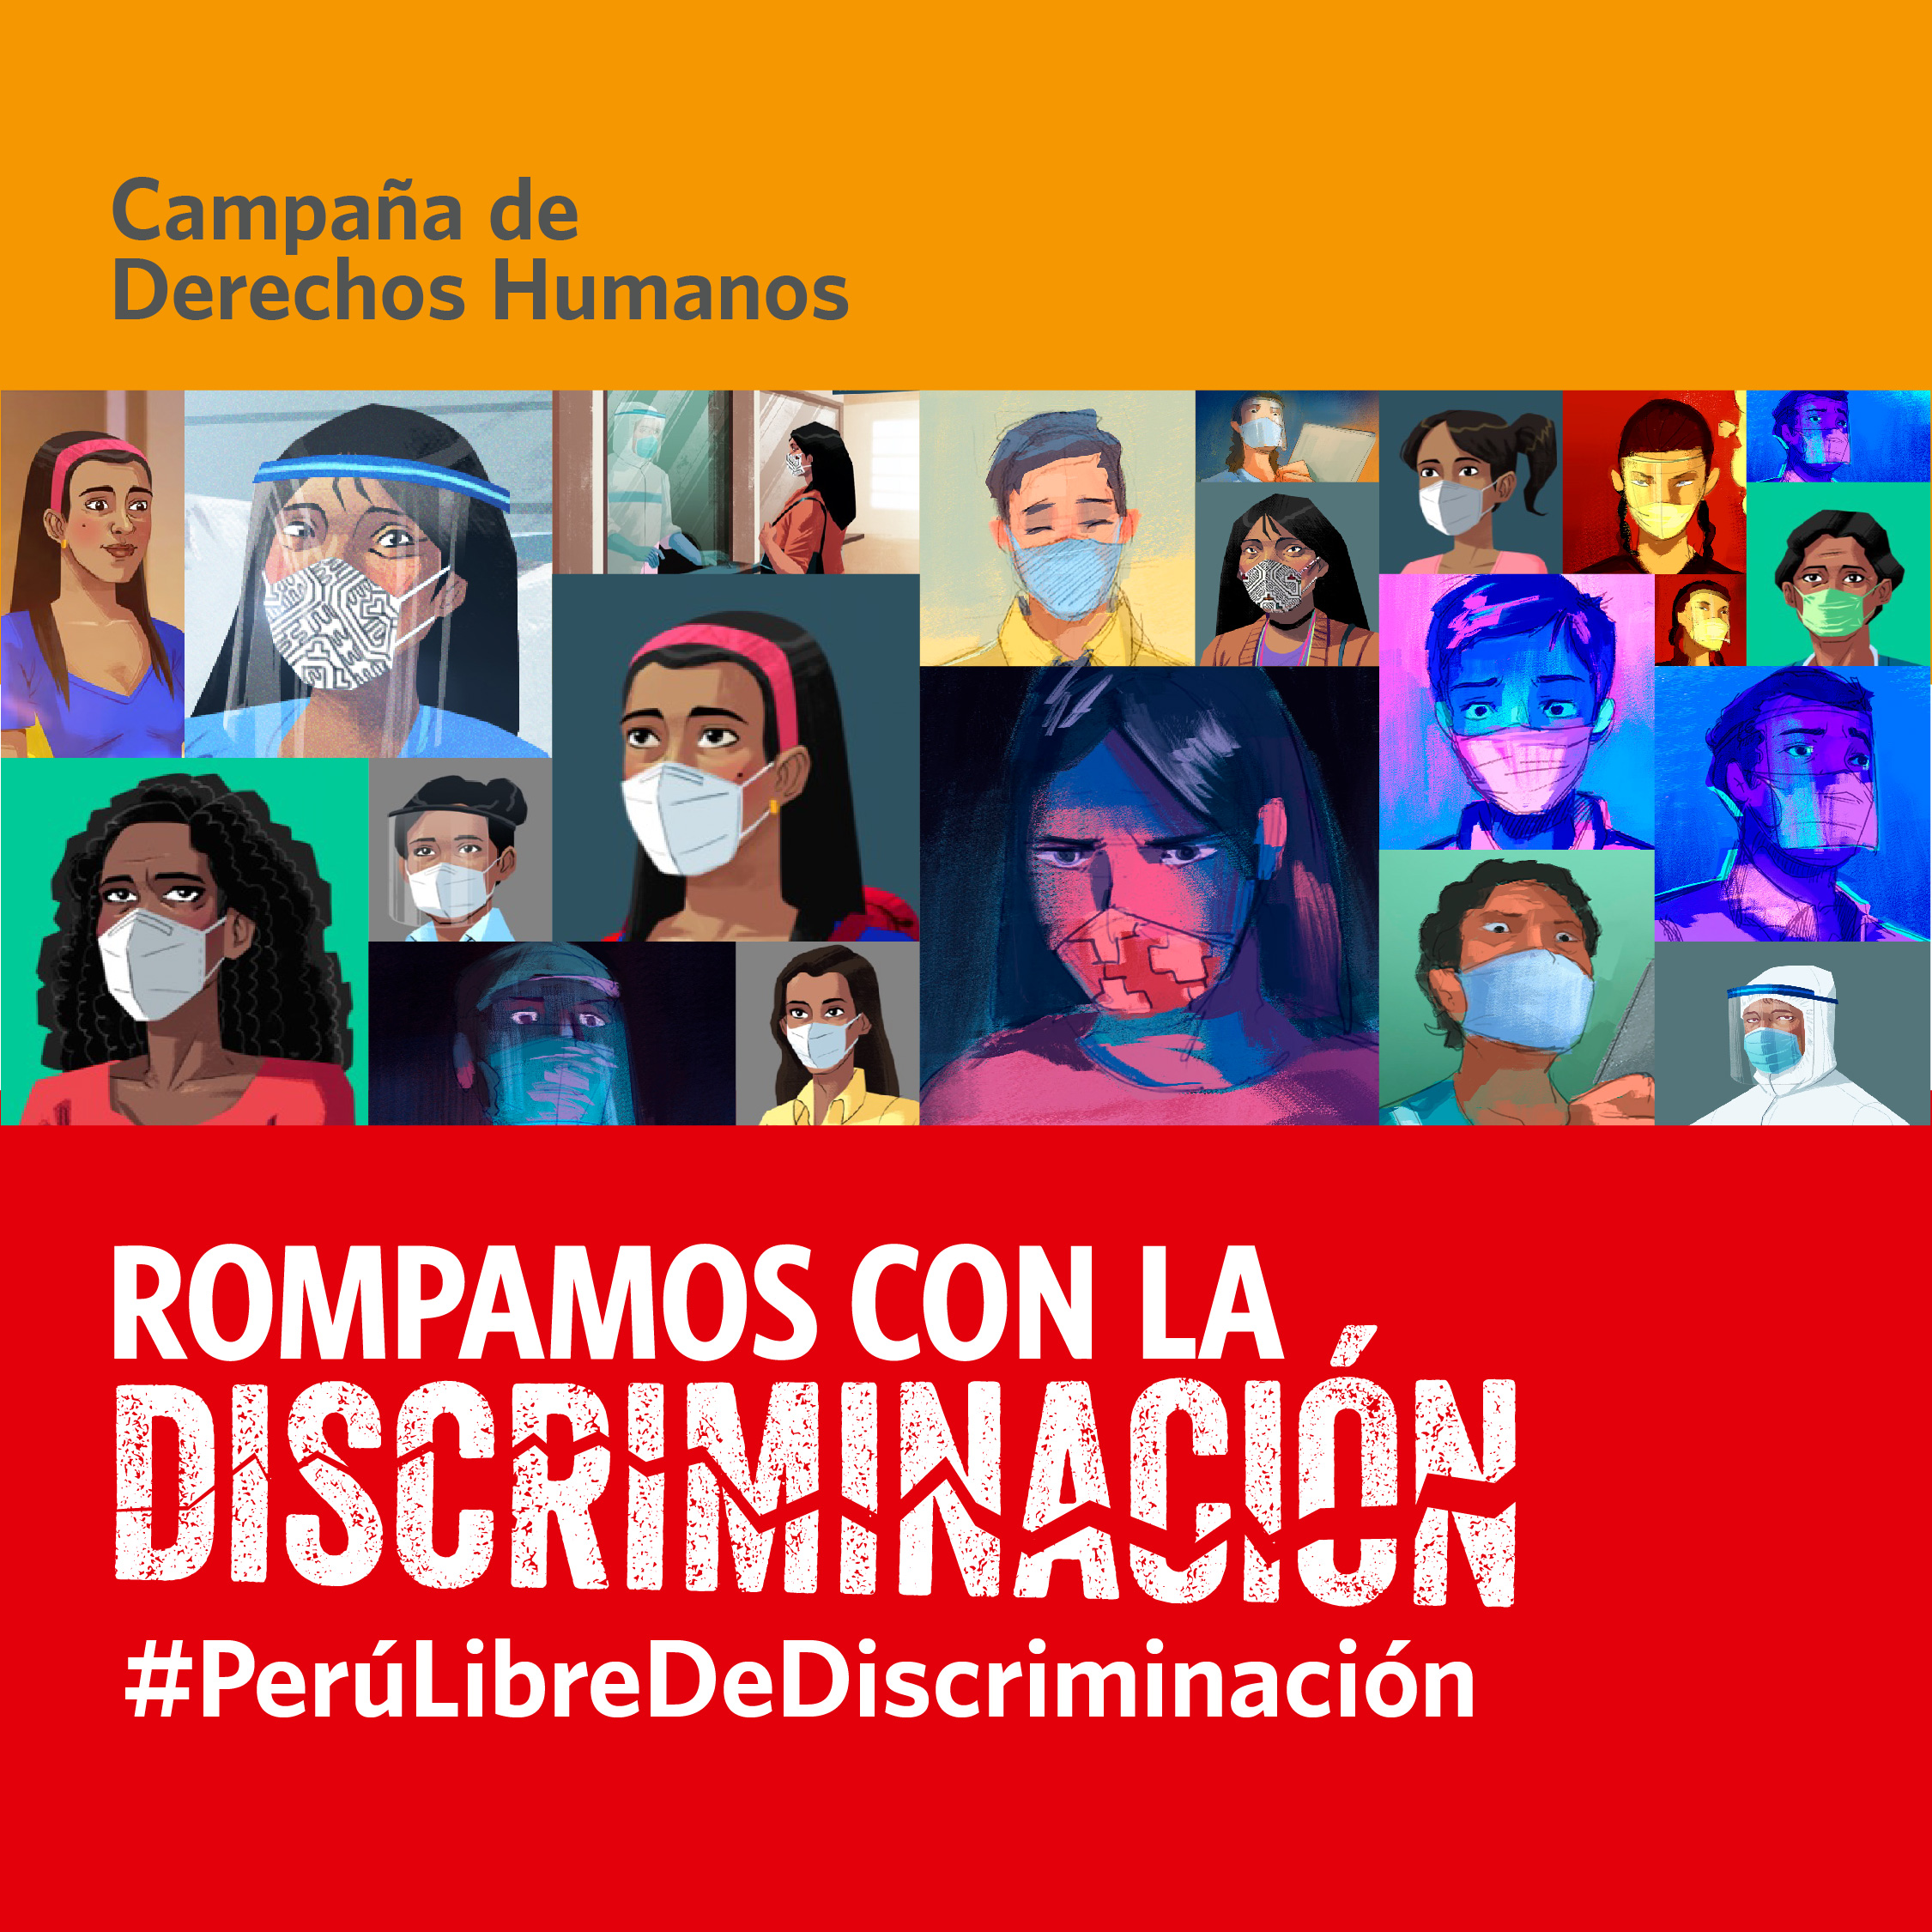 Campaña de
Derechos Humanos
ROMPAMOS CON LA
DISCRIMINACIÓN
#PerúLibreDeDiscriminación